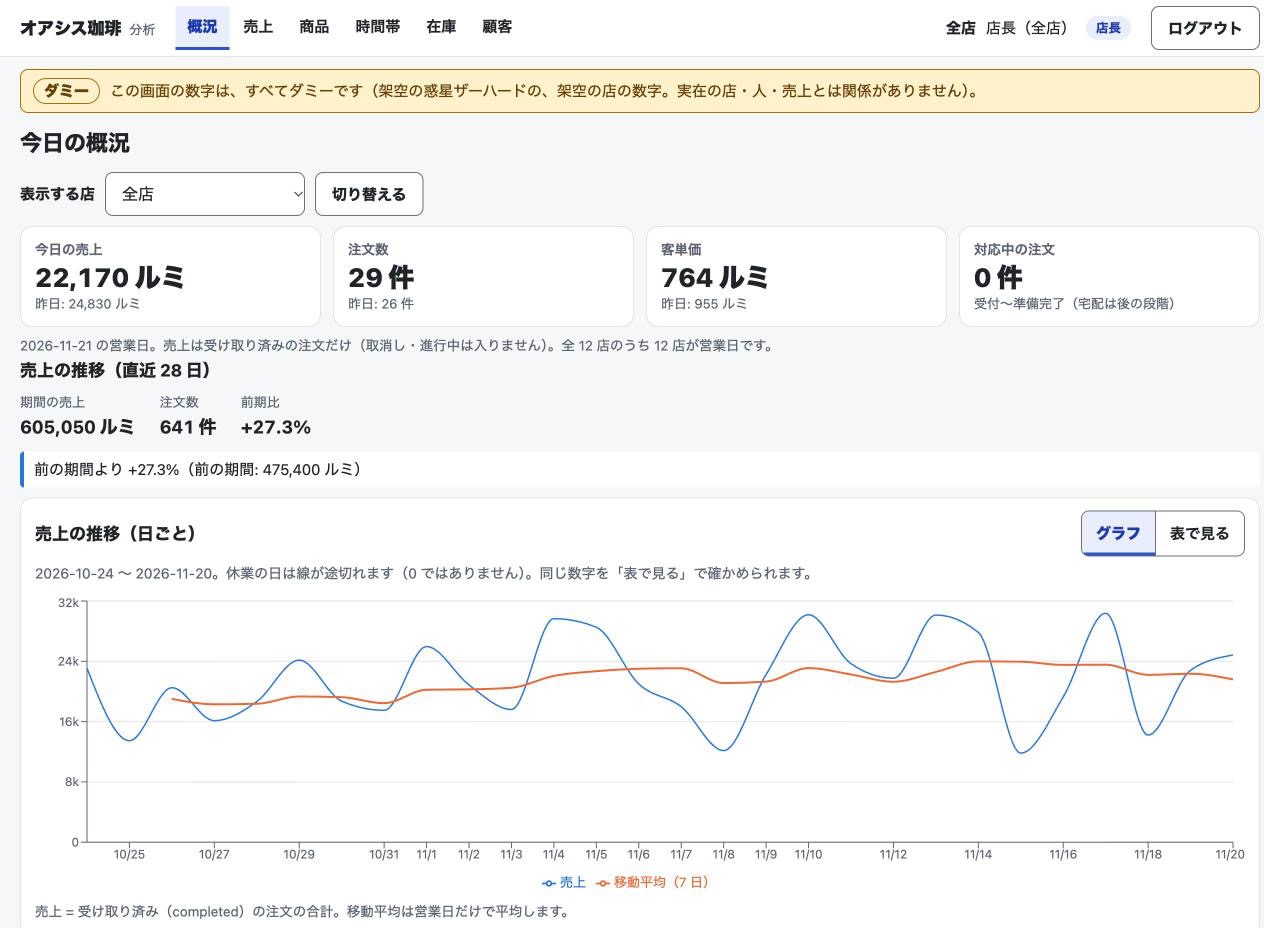 オアシス珈琲 分析 概況 売上 商品 時間帯 在庫 顧客 全店 店長（全店） 店長 ログアウト
ダミー この画面の数字は、すべてダミーです（架空の惑星ザーハードの、架空の店の数字。実在の店・人・売上とは関係がありません）。
今日の概況
表示する店 全店 切り替える
今日の売上
22,170 ルミ
昨日: 24,830 ルミ
注文数
29 件
昨日: 26 件
客単価
764 ルミ
昨日: 955 ルミ
対応中の注文
0 件
受付〜準備完了（宅配は後の段階）
2026-11-21 の営業日。売上は受け取り済みの注文だけ（取消し・進行中は入りません）。全 12 店のうち 12 店が営業日です。
売上の推移（直近 28 日）
期間の売上 注文数 前期比
605,050 ルミ 641 件 +27.3%
前の期間より +27.3%（前の期間: 475,400 ルミ）
売上の推移（日ごと） グラフ 表で見る
2026-10-24 〜 2026-11-20。休業の日は線が途切れます（0 ではありません）。同じ数字を「表で見る」で確かめられます。
32k
24k
16k
8k
0
10/25 10/27 10/29 10/31 11/1 11/2 11/3 11/4 11/5 11/6 11/7 11/8 11/9 11/10 11/12 11/14 11/16 11/18 11/20
売上 移動平均（7 日）
売上 = 受け取り済み（completed）の注文の合計。移動平均は営業日だけで平均します。